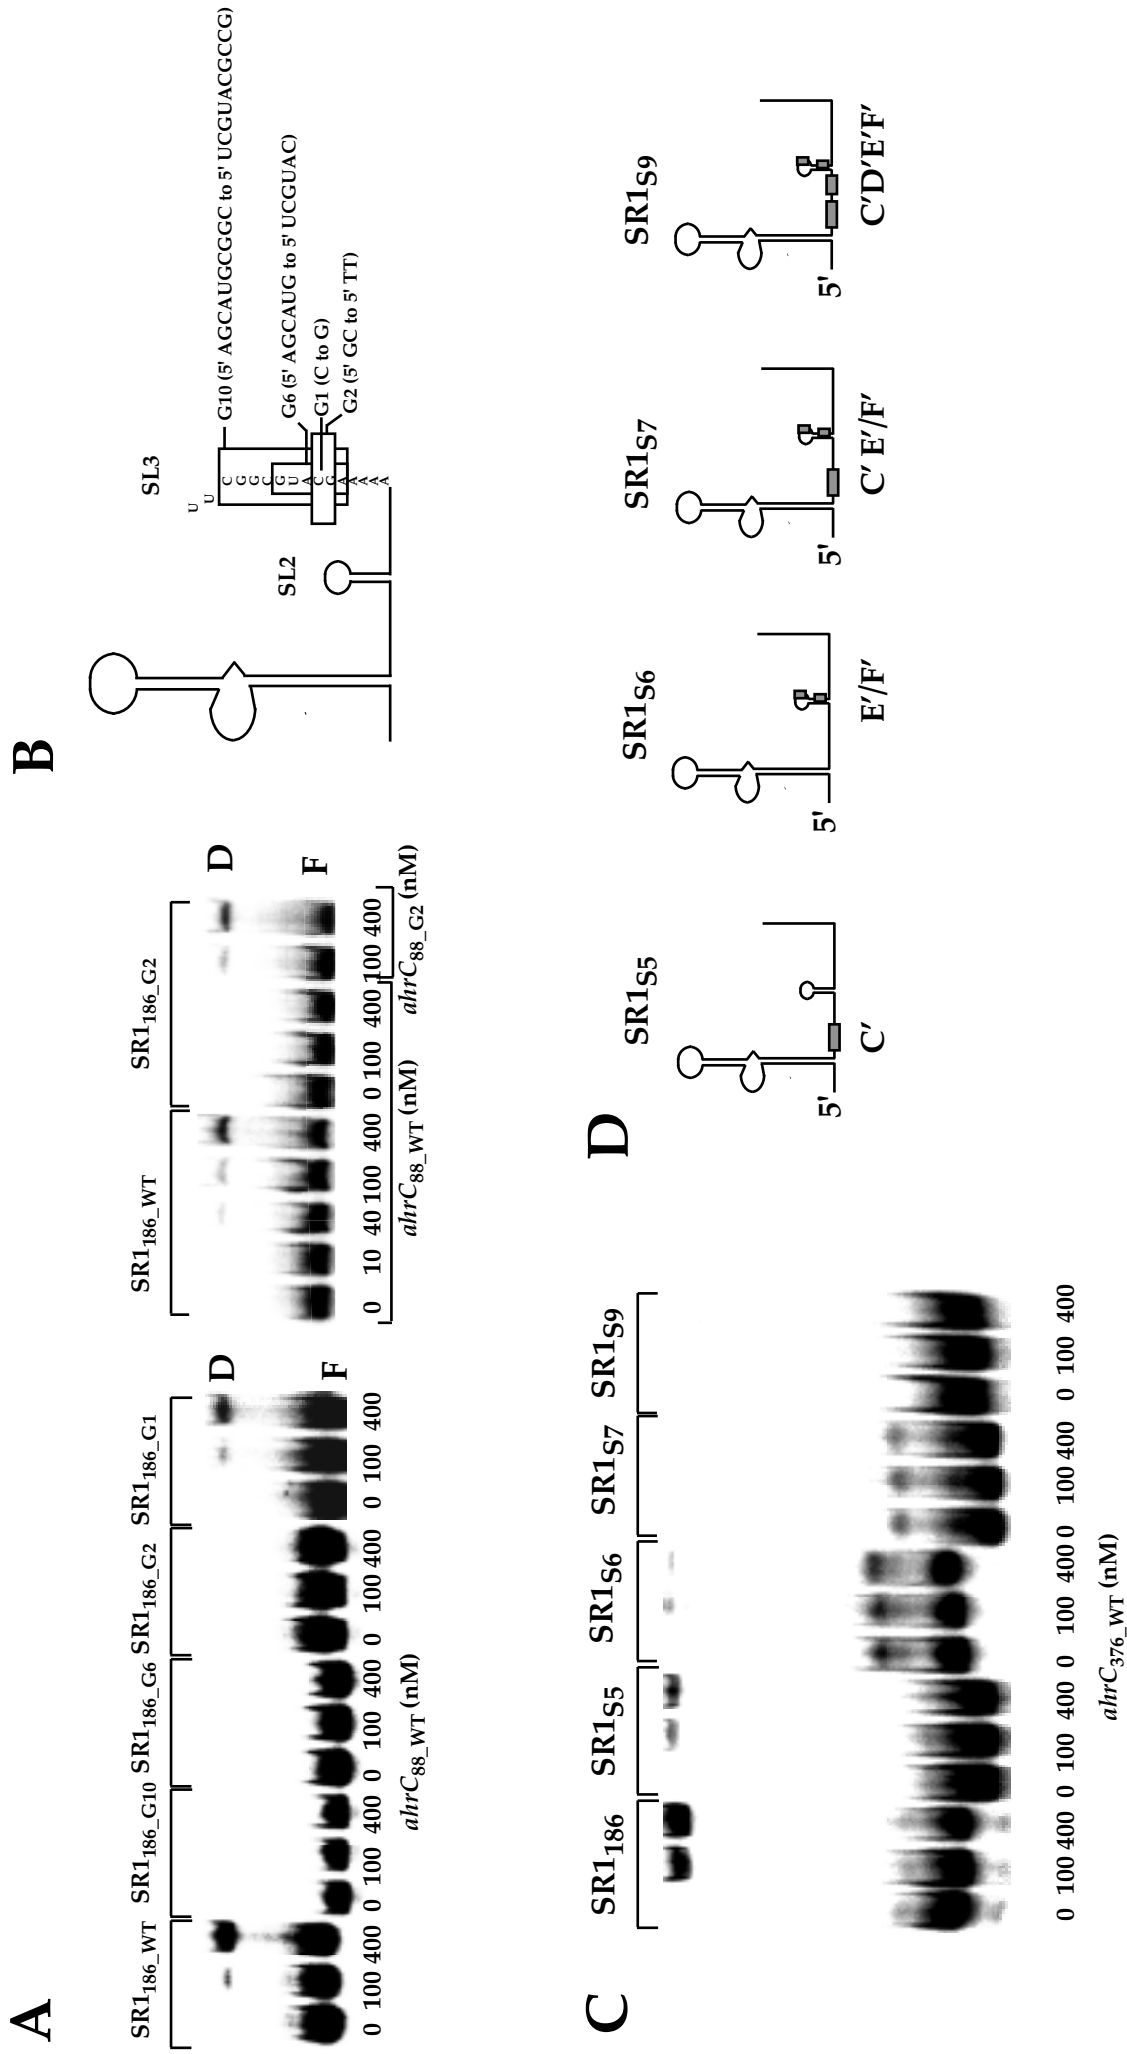 A
SR1186_WT SR1186_G10 SR1186_G6 SR1186_G2 SR1186_G1
D
F
0 100 400 0 100 400 0 100 400 0 100 400 0 100 400
ahrC88_WT (nM)
SR1186_WT SR1186_G2
D
F
0 10 40 100 400 0 100 400 100 400
ahrC88_WT (nM) ahrC88_G2 (nM)
B
SL3
SL2
U
U
C
G
G
C
G
U
A
C
G
A
A
A
A
G10 (5' AGCAUGCGGC to 5' UCGUACGCCG)
G6 (5' AGCAUG to 5' UCGUAC)
G1 (C to G)
G2 (5' GC to 5' TT)
C
SR1186 SR1S5 SR1S6 SR1S7 SR1S9
0 100 400 0 100 400 0 100 400 0 100 400 0 100 400
ahrC376_WT (nM)
D
SR1S5 SR1S6 SR1S7 SR1S9
5' 5' 5' 5'
C' E'/F' C' E'/F' C'D'E'F'